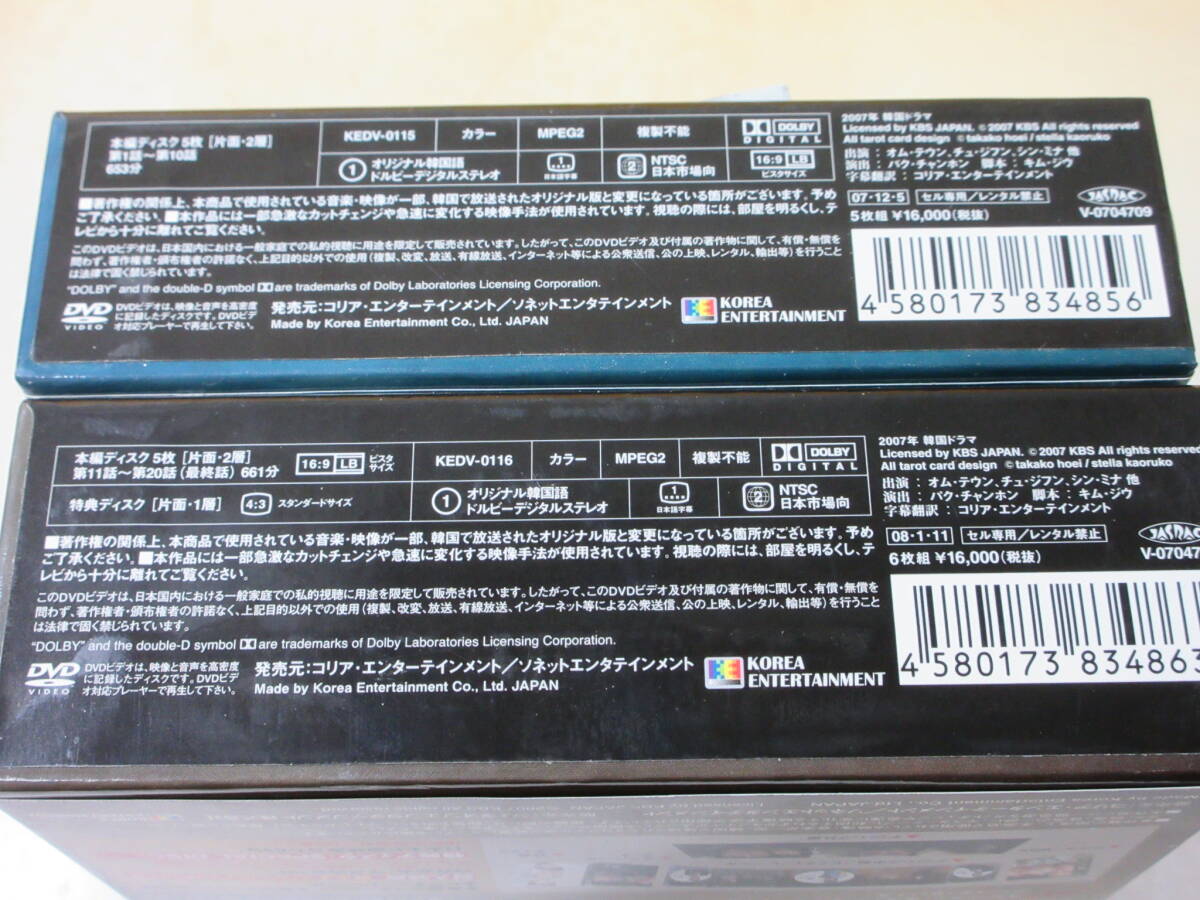 本編ディスク 5枚 [片面・2層]
第1話〜第10話
653分
KEDV-0115
カラー
MPEG2
複製不能
DOLBY
DIGITAL
1 オリジナル韓国語
ドルビーデジタルステレオ
1
日本語字幕
2 NTSC
日本市場向
16:9 LB
ビスタサイズ
■著作権の関係上、本商品で使用されている音楽・映像が一部、韓国で放送されたオリジナル版と変更になっている箇所がございます。予め
ご了承ください。■本作品には一部急激なカットチェンジや急速に変化する映像手法が使用されています。視聴の際には、部屋を明るくし、テ
レビから十分に離れてご覧ください。
このDVDビデオは、日本国内における一般家庭での私的視聴に用途を限定して販売されています。したがって、このDVDビデオ及び付属の著作物に関して、有償・無償を
問わず、著作権者・頒布権者の許諾なく、上記目的以外での使用(複製、改変、放送、有線放送、インターネット等による公衆送信、公の上映、レンタル、輸出等)を行うこと
は法律で固く禁じられています。
"DOLBY" and the double-D symbol are trademarks of Dolby Laboratories Licensing Corporation.
DVD
VIDEO
DVDビデオは、映像と音声を高密度
に記録したディスクです。DVDビデ
オ対応プレーヤーで再生して下さい。
発売元:コリア・エンターテインメント/ソネットエンタテインメント
Made by Korea Entertainment Co., Ltd. JAPAN
KOREA
ENTERTAINMENT
2007年 韓国ドラマ
Licensed by KBS JAPAN. ©2007 KBS All rights reserved
All tarot card design ©takako hoei / stella kaoruko
出演 : オム・テウン、チュ・ジフン、シン・ミナ 他
演出 : パク・チャンホン 脚本 : キム・ジウ
字幕翻訳 : コリア・エンターテインメント
07・12・5
セル専用/レンタル禁止
5枚組 ¥16,000(税抜)
JASRAC
V-0704709
4 580173 834856
本編ディスク 5枚 [片面・2層]
第11話〜第20話(最終話) 661分
16:9 LB ビスタ
サイズ
KEDV-0116
カラー
MPEG2
複製不能
DOLBY
DIGITAL
特典ディスク [片面・1層]
4:3 スタンダードサイズ
1 オリジナル韓国語
ドルビーデジタルステレオ
1
日本語字幕
2 NTSC
日本市場向
■著作権の関係上、本商品で使用されている音楽・映像が一部、韓国で放送されたオリジナル版と変更になっている箇所がございます。予め
ご了承ください。■本作品には一部急激なカットチェンジや急速に変化する映像手法が使用されています。視聴の際には、部屋を明るくし、テ
レビから十分に離れてご覧ください。
このDVDビデオは、日本国内における一般家庭での私的視聴に用途を限定して販売されています。したがって、このDVDビデオ及び付属の著作物に関して、有償・無償を
問わず、著作権者・頒布権者の許諾なく、上記目的以外での使用(複製、改変、放送、有線放送、インターネット等による公衆送信、公の上映、レンタル、輸出等)を行うこと
は法律で固く禁じられています。
"DOLBY" and the double-D symbol are trademarks of Dolby Laboratories Licensing Corporation.
DVD
VIDEO
DVDビデオは、映像と音声を高密度
に記録したディスクです。DVDビデ
オ対応プレーヤーで再生して下さい。
発売元:コリア・エンターテインメント/ソネットエンタテインメント
Made by Korea Entertainment Co., Ltd. JAPAN
KOREA
ENTERTAINMENT
2007年 韓国ドラマ
Licensed by KBS JAPAN. ©2007 KBS All rights reserved
All tarot card design ©takako hoei / stella kaoruko
出演 : オム・テウン、チュ・ジフン、シン・ミナ 他
演出 : パク・チャンホン 脚本 : キム・ジウ
字幕翻訳 : コリア・エンターテインメント
08・1・11
セル専用/レンタル禁止
6枚組 ¥16,000(税抜)
JASRAC
V-07047
4 580173 834863